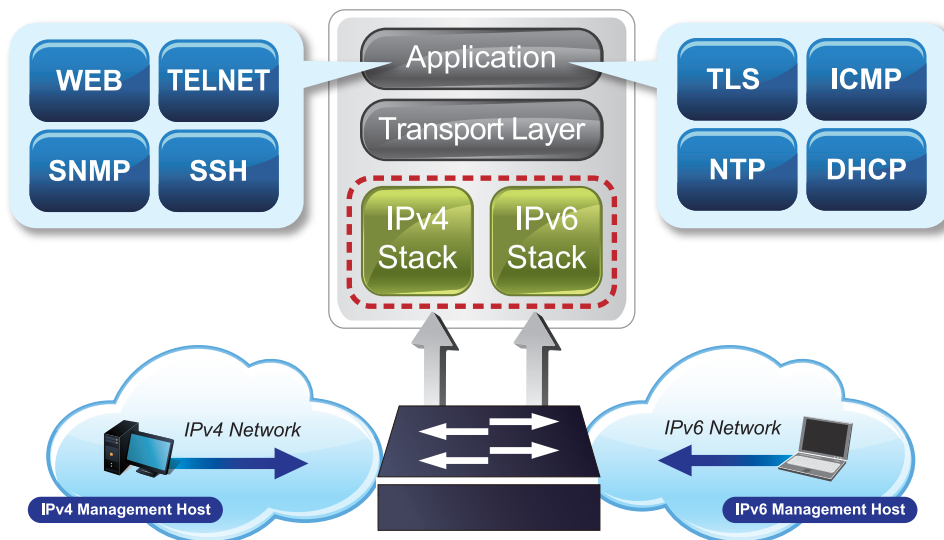 Application
Transport Layer
WEB
TELNET
SNMP
SSH
TLS
ICMP
NTP
DHCP
IPv4
Stack
IPv6
Stack
IPv4 Network
IPv4 Management Host
IPv6 Network
IPv6 Management Host